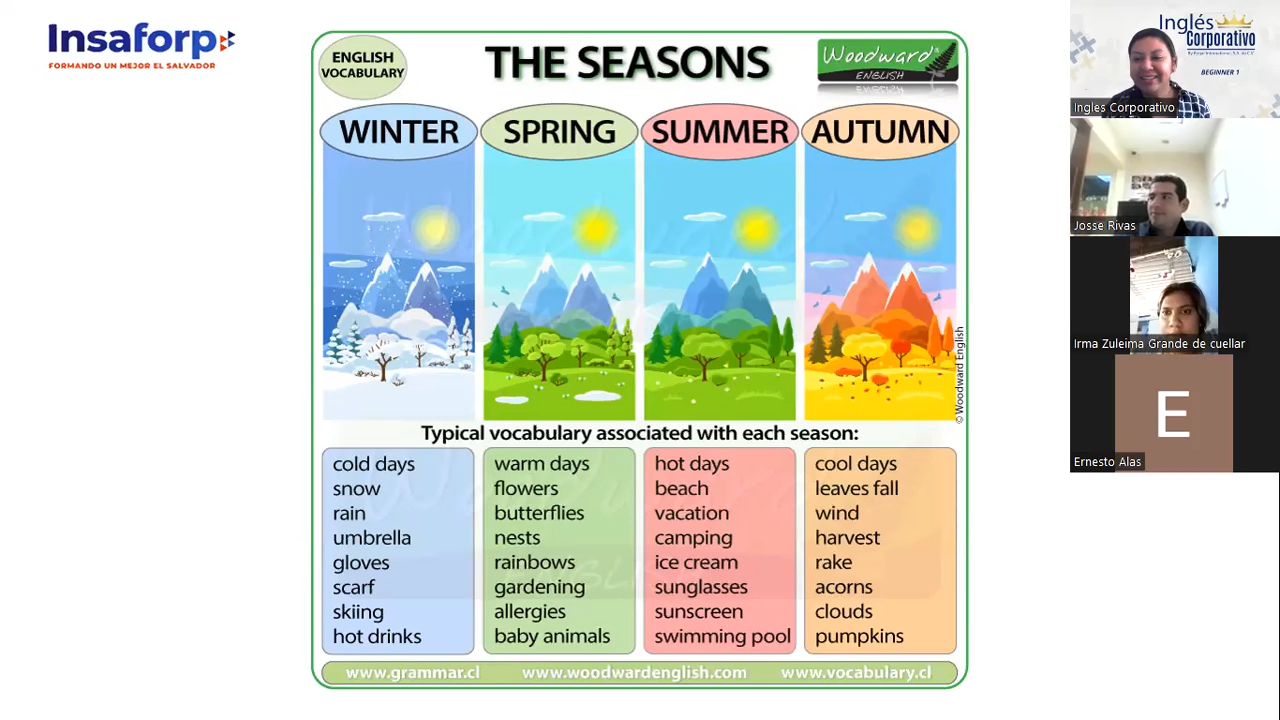 Insaforp
FORMANDO UN MEJOR EL SALVADOR
ENGLISH
VOCABULARY
THE SEASONS
Woodward®
ENGLISH
WINTER
SPRING
SUMMER
AUTUMN
© Woodward English
Typical vocabulary associated with each season:
cold days
snow
rain
umbrella
gloves
scarf
skiing
hot drinks
warm days
flowers
butterflies
nests
rainbows
gardening
allergies
baby animals
hot days
beach
vacation
camping
ice cream
sunglasses
sunscreen
swimming pool
cool days
leaves fall
wind
harvest
rake
acorns
clouds
pumpkins
www.grammar.cl www.woodwardenglish.com www.vocabulary.cl
Inglés
Corporativo
BEGINNER 1
Ingles Corporativo
Josse Rivas
Irma Zuleima Grande de cuellar
E
Ernesto Alas